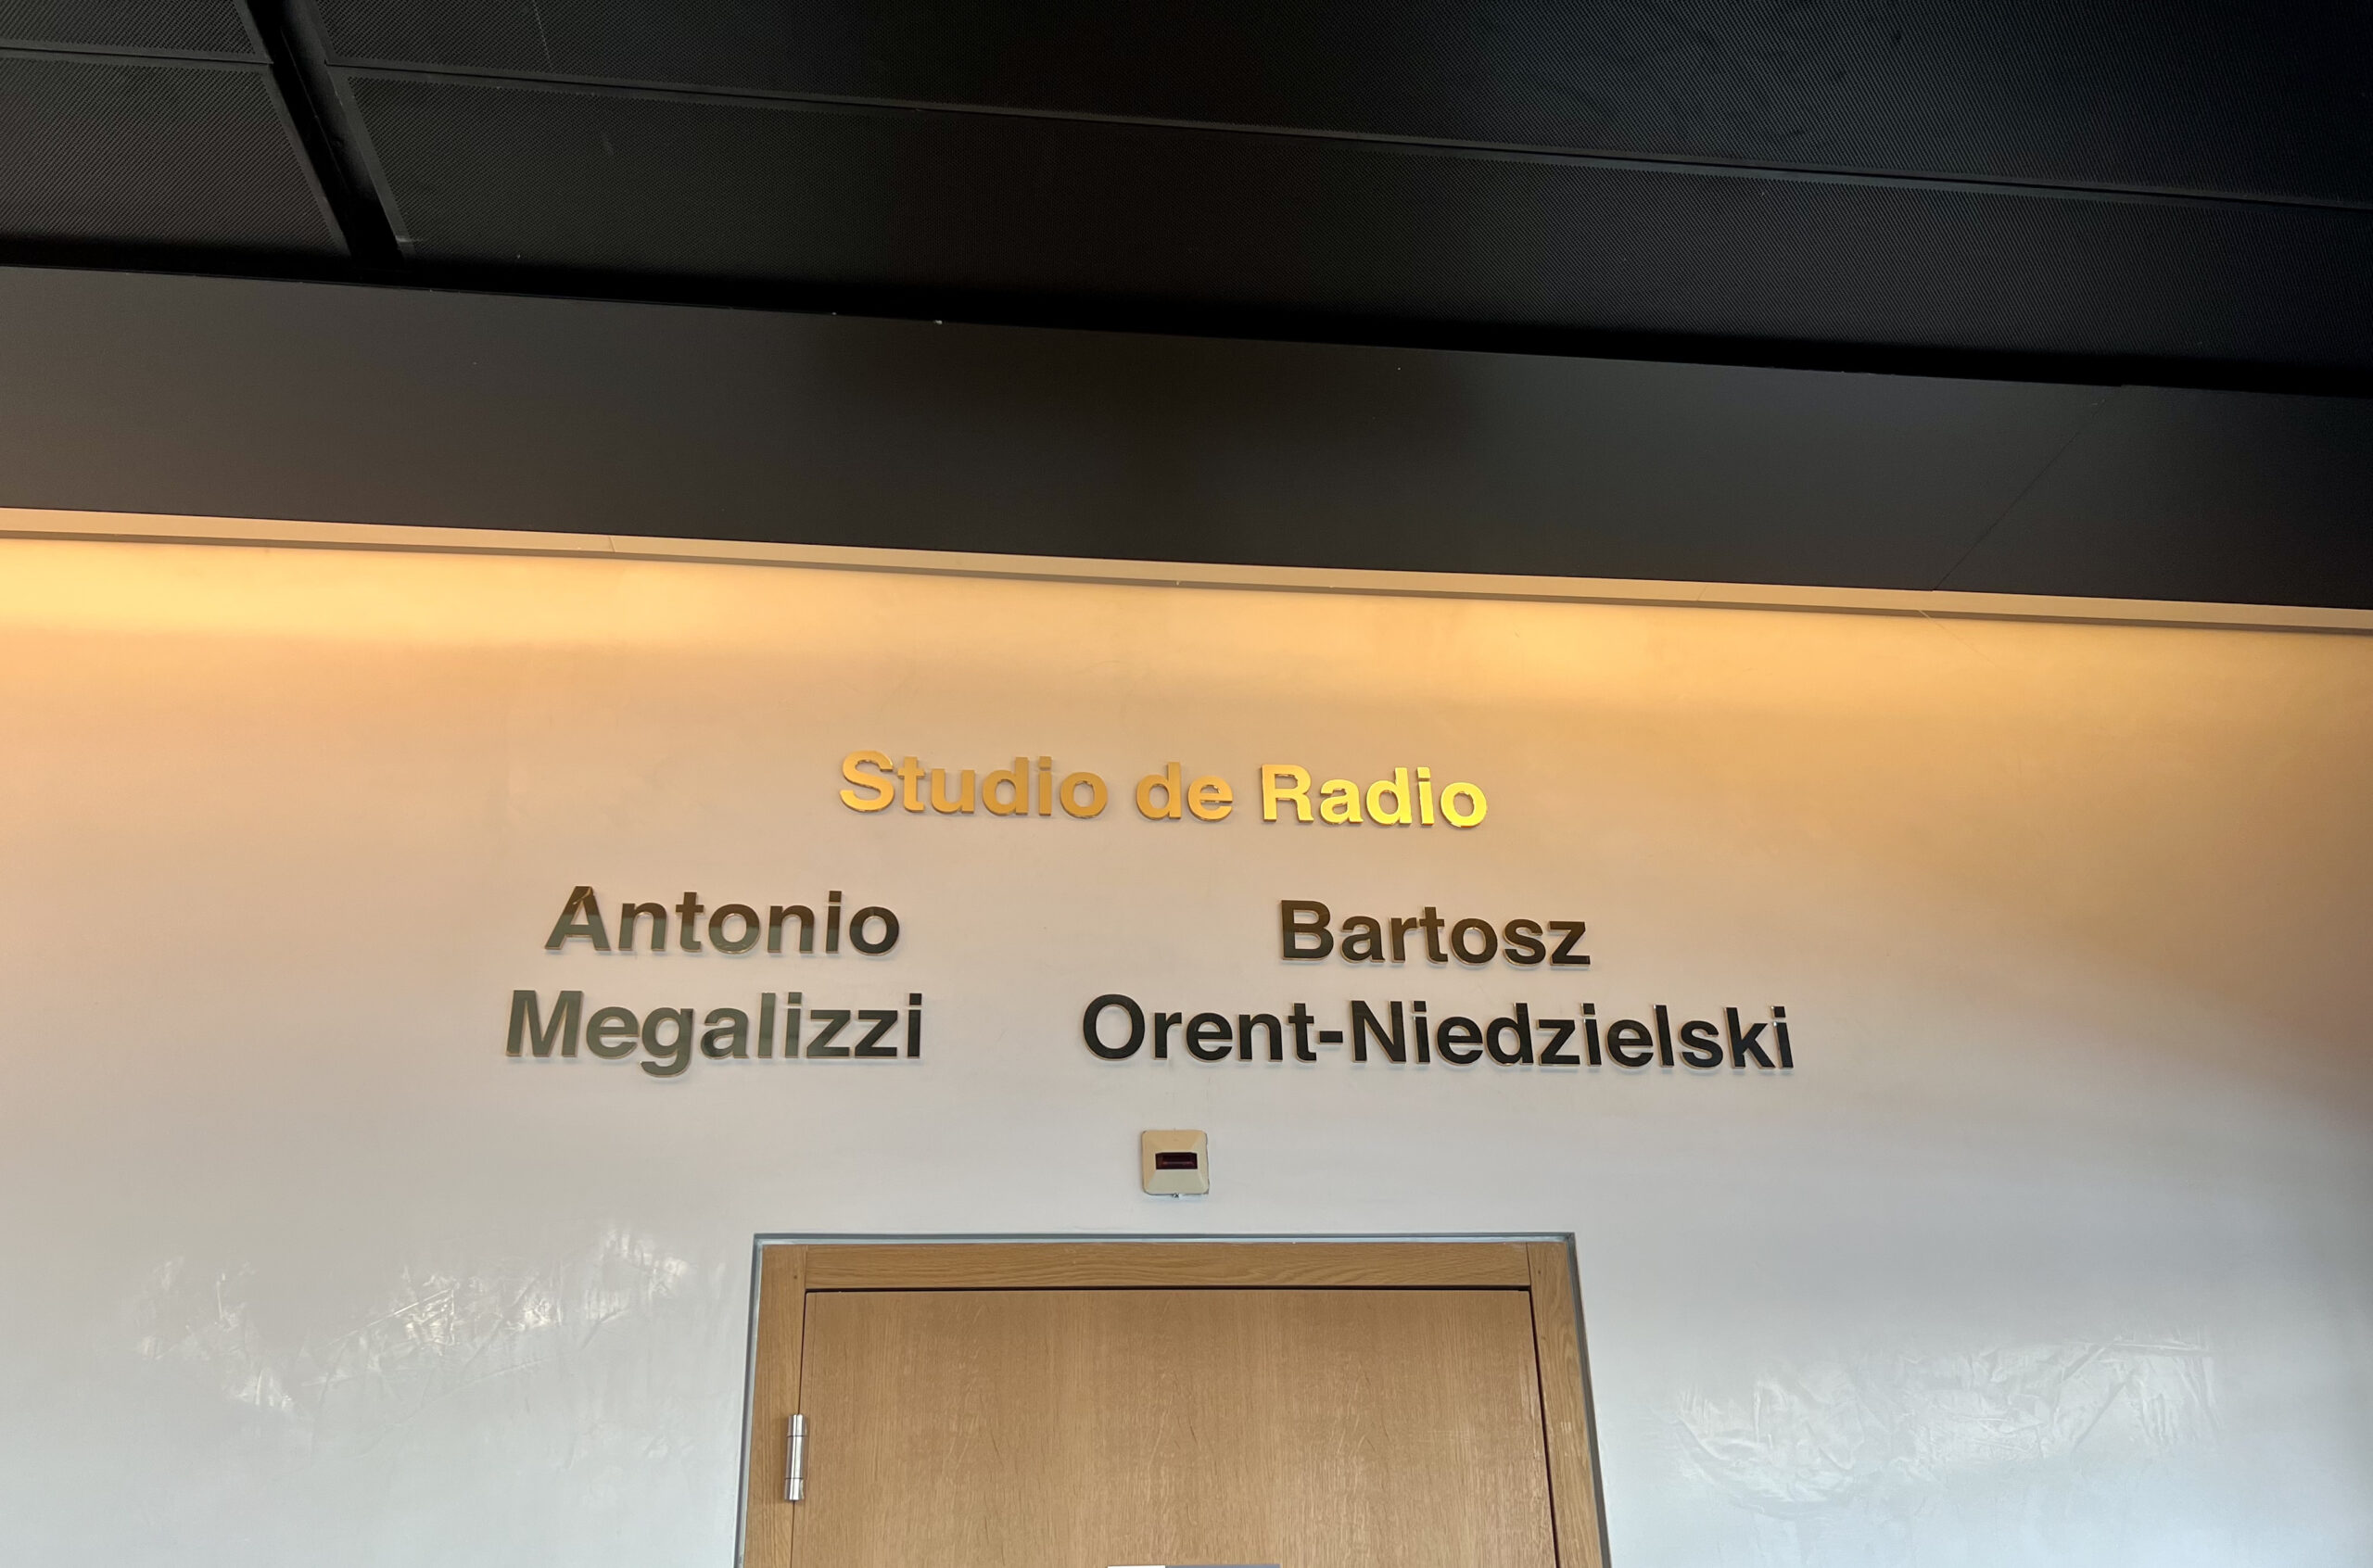 Studio de Radio
Antonio
Megalizzi
Bartosz
Orent-Niedzielski